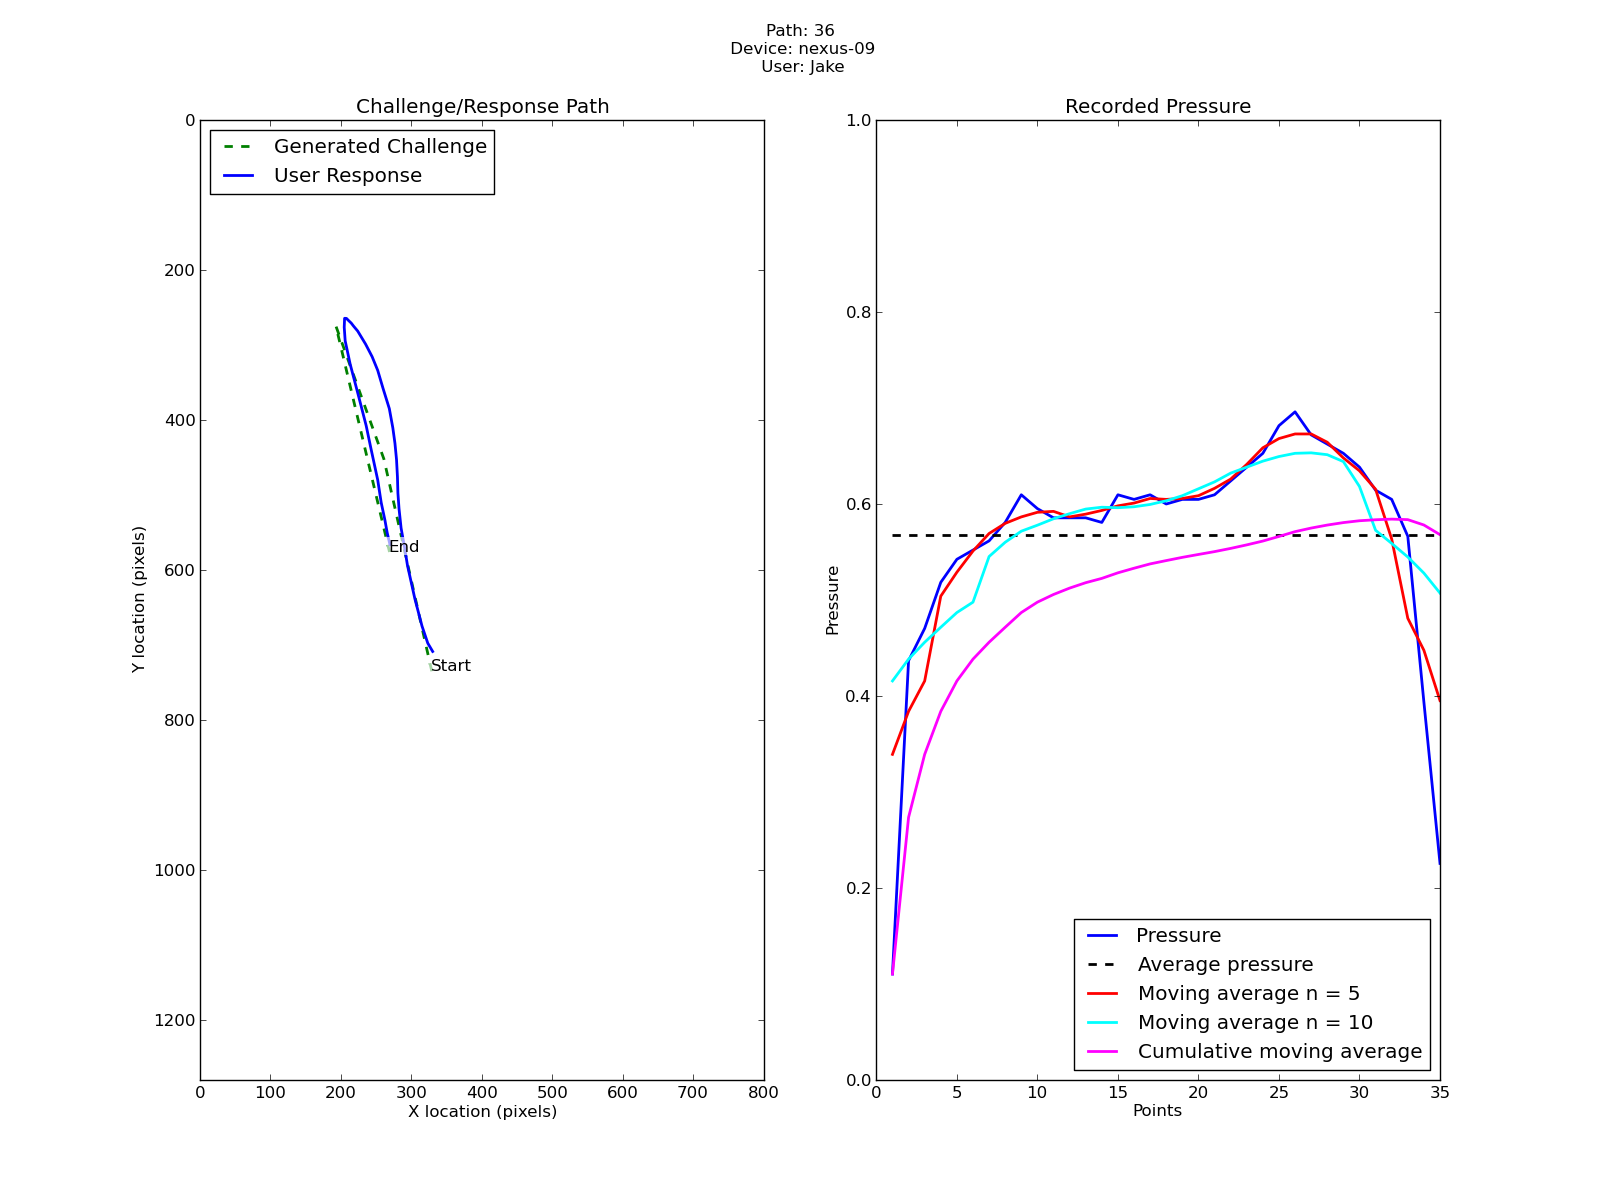 Path: 36
Device: nexus-09
User: Jake
Challenge/Response Path
Generated Challenge
User Response
0
200
400
600
800
1000
1200
Y location (pixels)
End
Start
0 100 200 300 400 500 600 700 800
X location (pixels)
Recorded Pressure
1.0
0.8
0.6
0.4
0.2
0.0
Pressure
Pressure
Average pressure
Moving average n = 5
Moving average n = 10
Cumulative moving average
0 5 10 15 20 25 30 35
Points